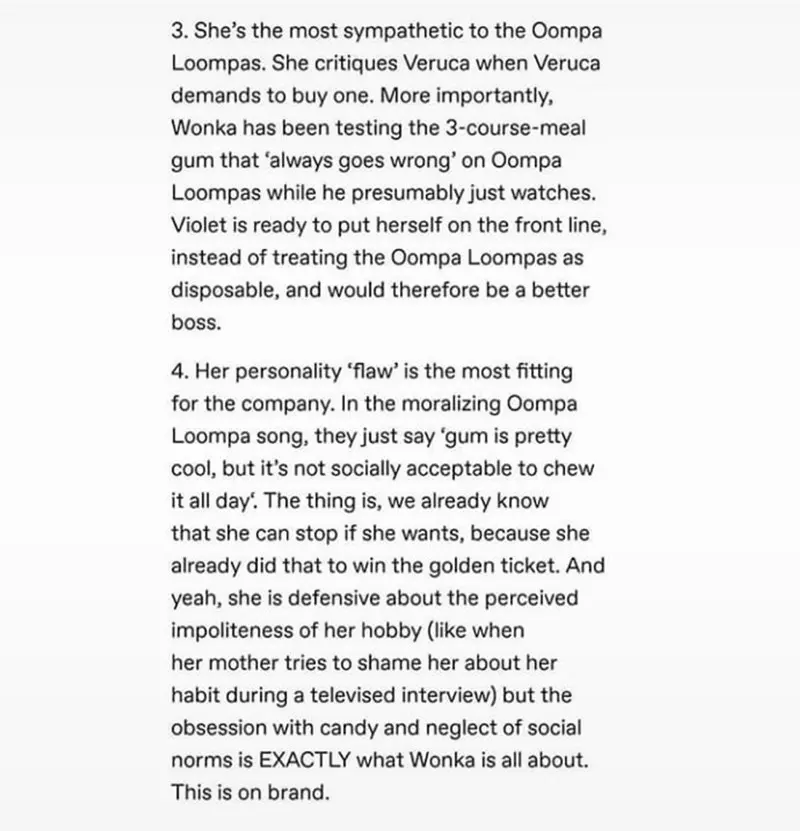 3. She's the most sympathetic to the Oompa
Loompas. She critiques Veruca when Veruca
demands to buy one. More importantly,
Wonka has been testing the 3-course-meal
gum that ‘always goes wrong’ on Oompa
Loompas while he presumably just watches.
Violet is ready to put herself on the front line,
instead of treating the Oompa Loompas as
disposable, and would therefore be a better
boss.
4. Her personality ‘flaw’ is the most fitting
for the company. In the moralizing Oompa
Loompa song, they just say ‘gum is pretty
cool, but it's not socially acceptable to chew
it all day‘. The thing is, we already know
that she can stop if she wants, because she
already did that to win the golden ticket. And
yeah, she is defensive about the perceived
impoliteness of her hobby (like when
her mother tries to shame her about her
habit during a televised interview) but the
obsession with candy and neglect of social
norms is EXACTLY what Wonka is all about.
This is on brand.